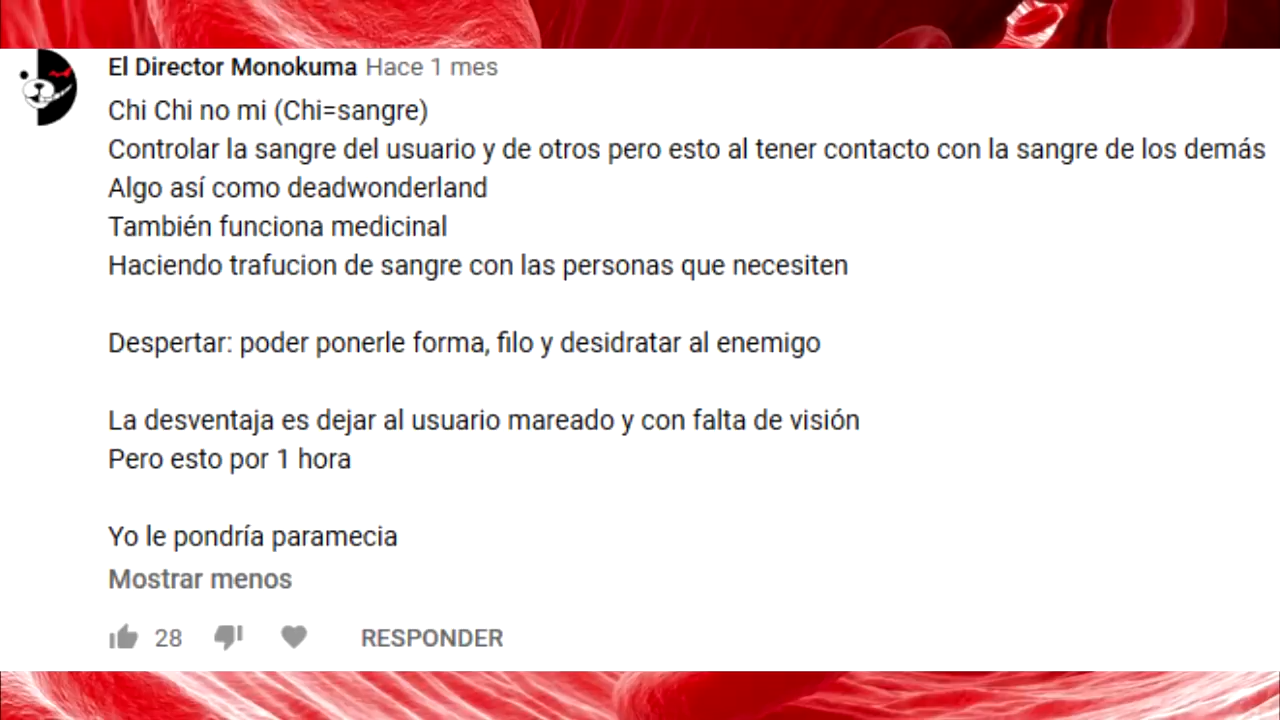 El Director Monokuma Hace 1 mes
Chi Chi no mi (Chi=sangre)
Controlar la sangre del usuario y de otros pero esto al tener contacto con la sangre de los demás
Algo así como deadwonderland
También funciona medicinal
Haciendo trafucion de sangre con las personas que necesiten
Despertar: poder ponerle forma, filo y desidratar al enemigo
La desventaja es dejar al usuario mareado y con falta de visión
Pero esto por 1 hora
Yo le pondría paramecia
Mostrar menos
28 RESPONDER